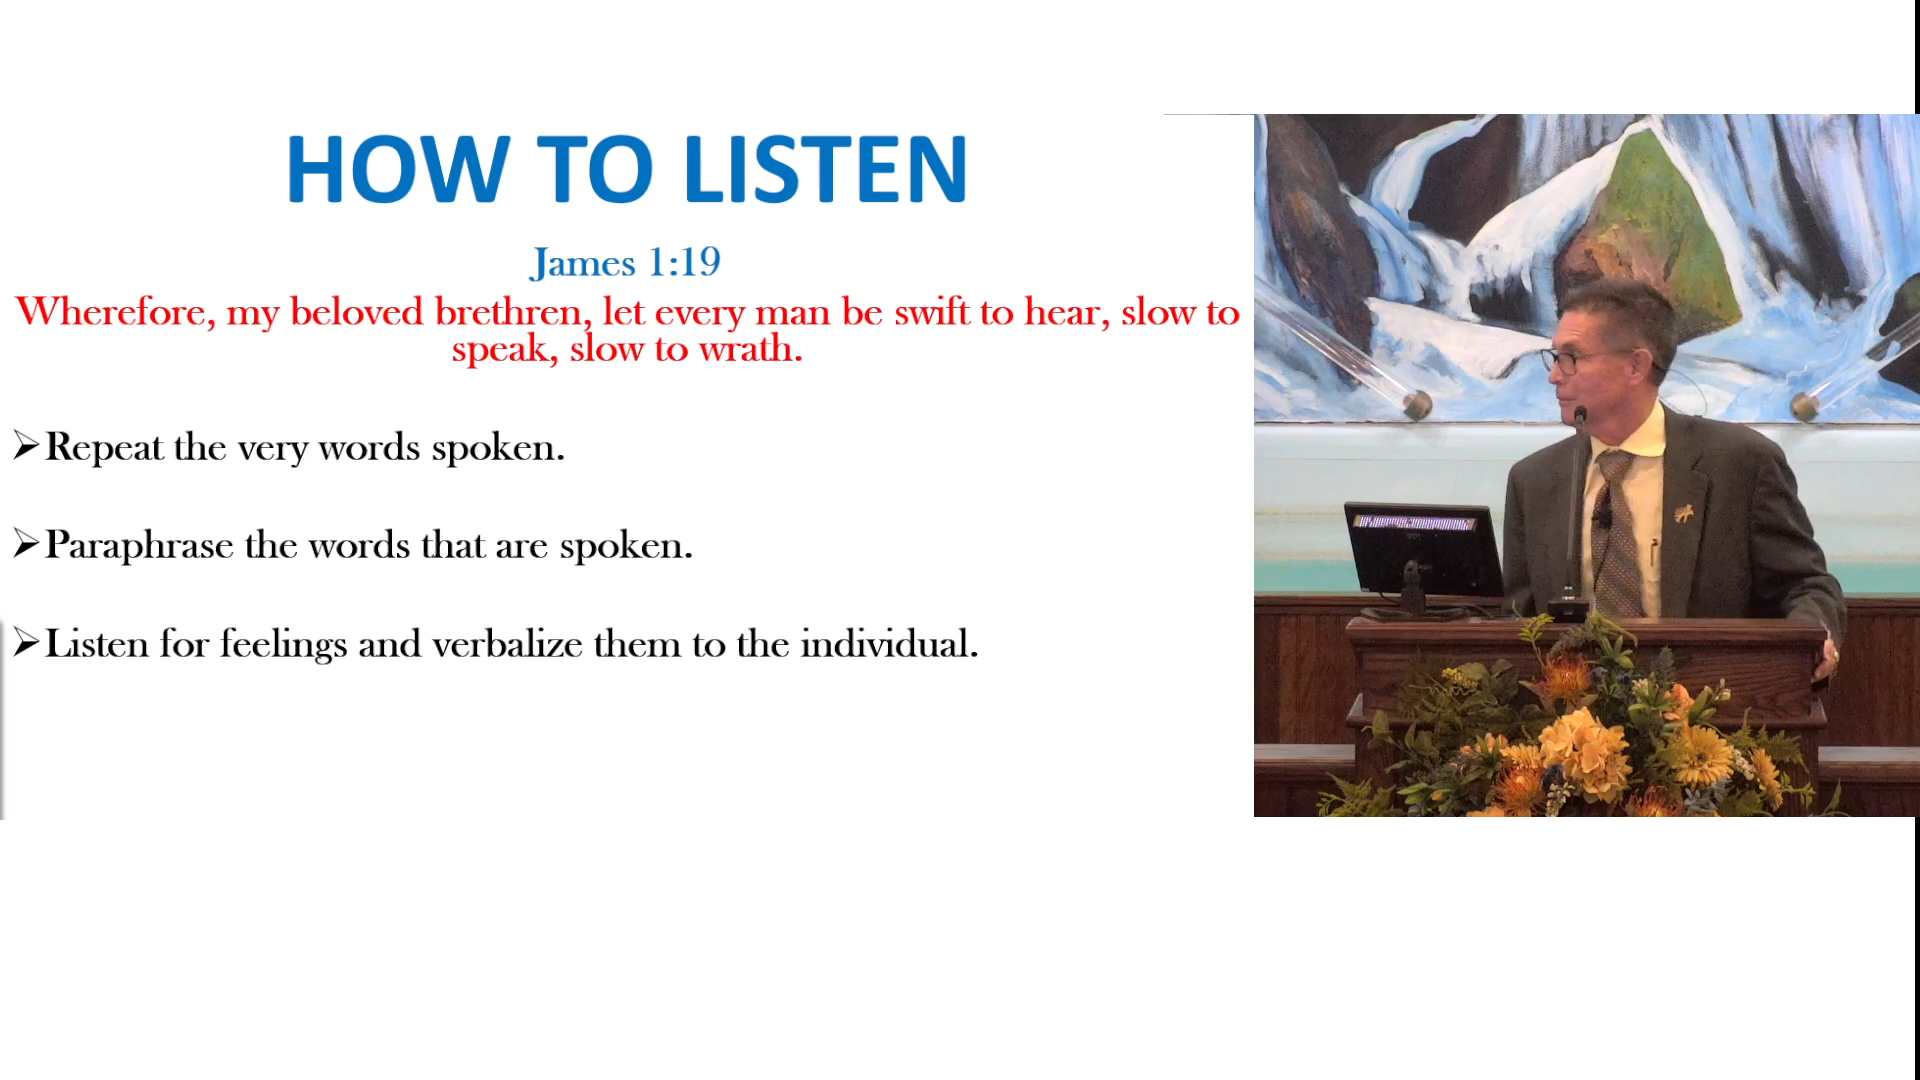 HOW TO LISTEN
James 1:19
Wherefore, my beloved brethren, let every man be swift to hear, slow to
speak, slow to wrath.
➢Repeat the very words spoken.
➢Paraphrase the words that are spoken.
➢Listen for feelings and verbalize them to the individual.